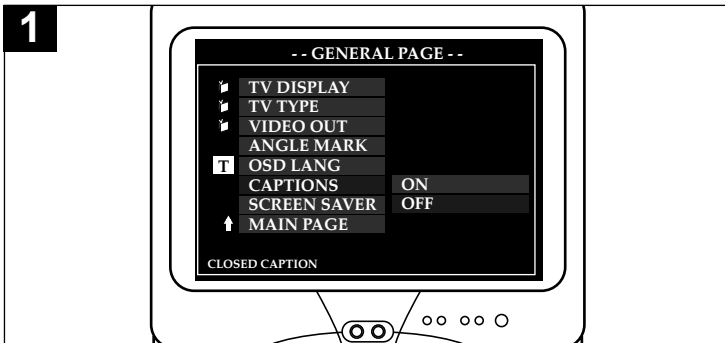 1
- - GENERAL PAGE - -
TV DISPLAY
TV TYPE
VIDEO OUT
ANGLE MARK
T OSD LANG
CAPTIONS ON
SCREEN SAVER OFF
MAIN PAGE
CLOSED CAPTION